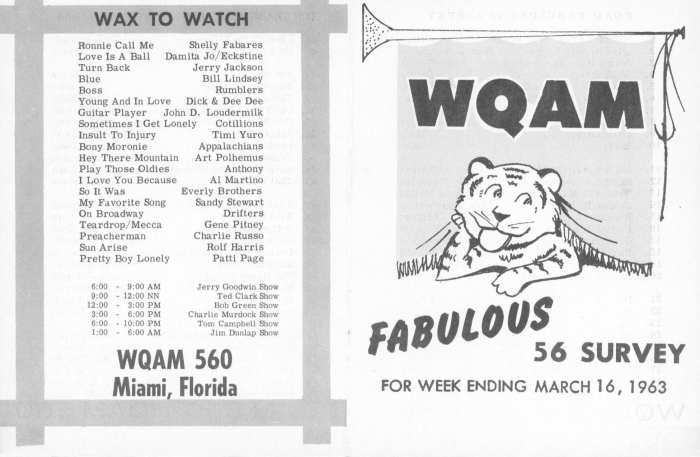 WAX TO WATCH
Ronnie Call Me Shelly Fabares
Love Is A Ball Damita Jo/Eckstine
Turn Back Jerry Jackson
Blue Bill Lindsey
Boss Rumblers
Young And In Love Dick & Dee Dee
Guitar Player John D. Loudermilk
Sometimes I Get Lonely Cotillions
Insult To Injury Timi Yuro
Bony Moronie Appalachians
Hey There Mountain Art Polhemus
Play Those Oldies Anthony
I Love You Because Al Martino
So It Was Everly Brothers
My Favorite Song Sandy Stewart
On Broadway Drifters
Teardrop/Mecca Gene Pitney
Preacherman Charlie Russo
Sun Arise Rolf Harris
Pretty Boy Lonely Patti Page
6:00 - 9:00 AM Jerry Goodwin Show
9:00 - 12:00 NN Ted Clark Show
12:00 - 3:00 PM Bob Green Show
3:00 - 6:00 PM Charlie Murdock Show
6:00 - 10:00 PM Tom Campbell Show
1:00 - 6:00 AM Jim Dunlap Show
WQAM 560
Miami, Florida
WQAM
FABULOUS
56 SURVEY
FOR WEEK ENDING MARCH 16, 1963